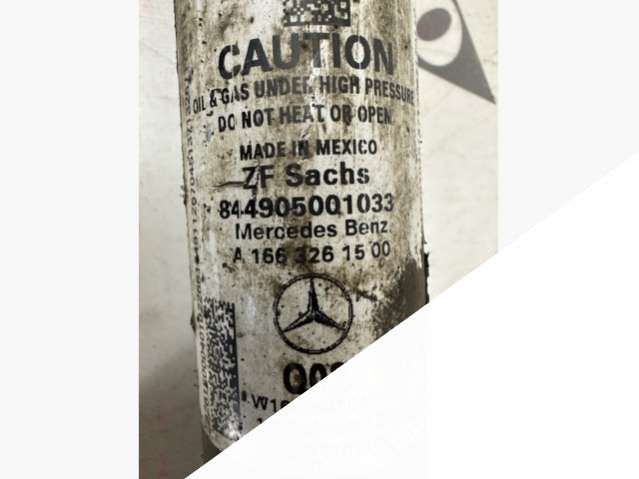 CAUTION
OIL & GAS UNDER HIGH PRESSURE
DO NOT HEAT OR OPEN
MADE IN MEXICO
ZF Sachs
844905001033
Mercedes Benz
A 166 326 15 00